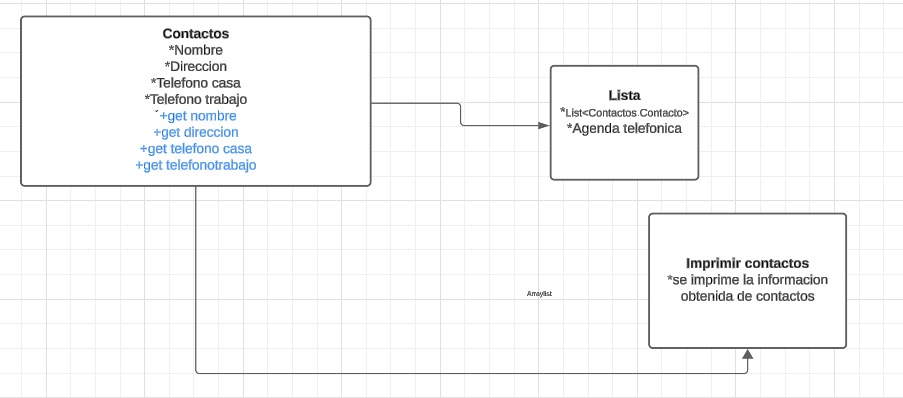 Contactos
*Nombre
*Direccion
*Telefono casa
*Telefono trabajo
´+get nombre
+get direccion
+get telefono casa
+get telefonotrabajo
Lista
*List<Contactos Contacto>
*Agenda telefonica
Imprimir contactos
*se imprime la informacion
obtenida de contactos
Arraylist